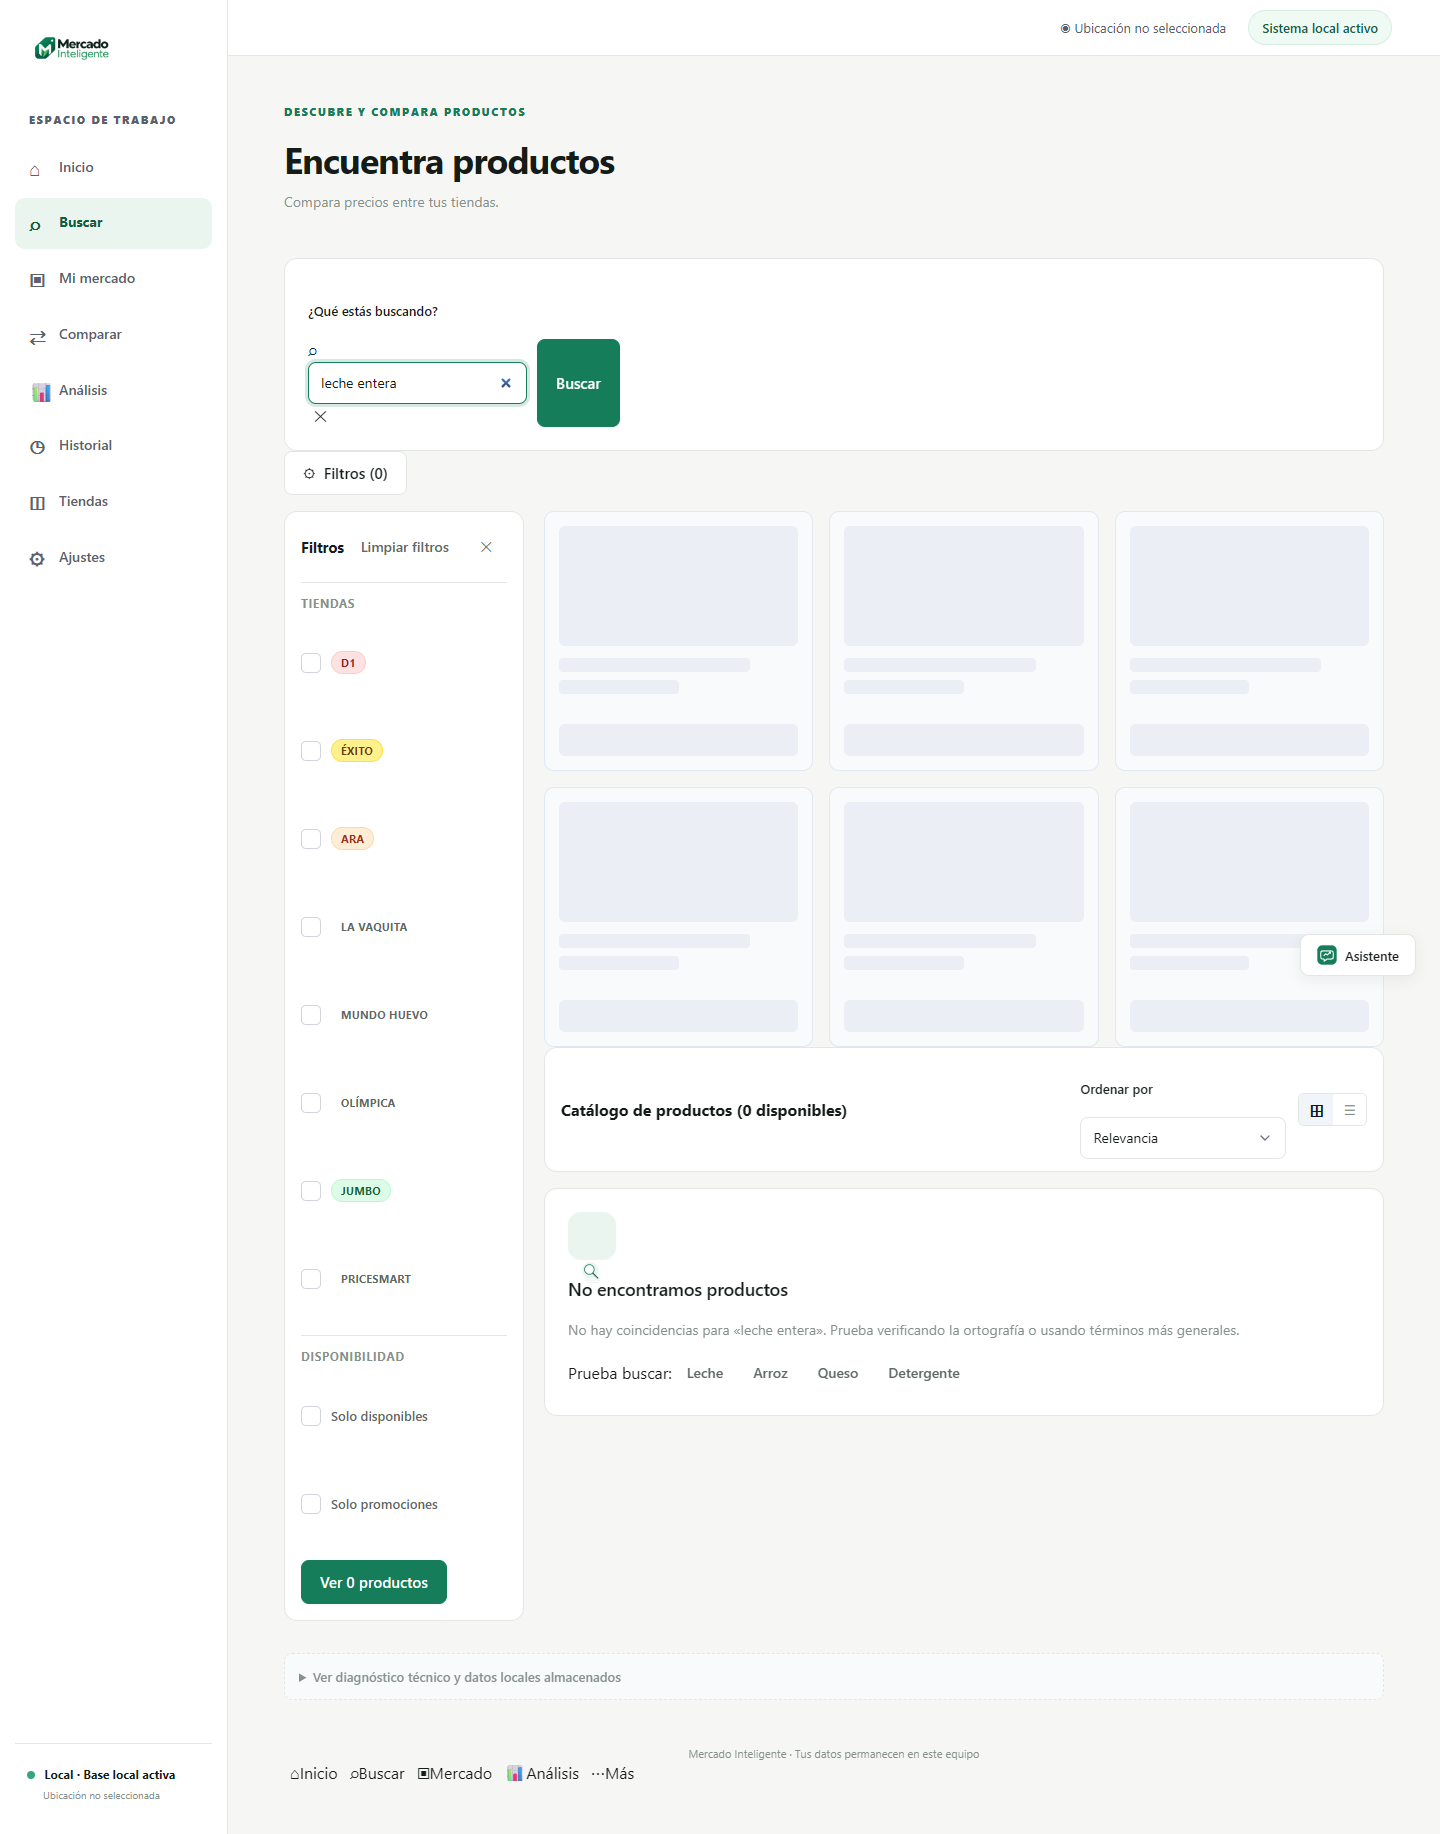 Mercado
Inteligente
ESPACIO DE TRABAJO
Inicio
Buscar
Mi mercado
Comparar
Análisis
Historial
Tiendas
Ajustes
Local · Base local activa
Ubicación no seleccionada
Ubicación no seleccionada
Sistema local activo
DESCUBRE Y COMPARA PRODUCTOS
Encuentra productos
Compara precios entre tus tiendas.
¿Qué estás buscando?
leche entera
Buscar
Filtros (0)
Filtros Limpiar filtros
TIENDAS
D1
ÉXITO
ARA
LA VAQUITA
MUNDO HUEVO
OLÍMPICA
JUMBO
PRICESMART
DISPONIBILIDAD
Solo disponibles
Solo promociones
Ver 0 productos
Asistente
Catálogo de productos (0 disponibles)
Ordenar por
Relevancia
No encontramos productos
No hay coincidencias para «leche entera». Prueba verificando la ortografía o usando términos más generales.
Prueba buscar: Leche Arroz Queso Detergente
Ver diagnóstico técnico y datos locales almacenados
Mercado Inteligente · Tus datos permanecen en este equipo
Inicio Buscar Mercado Análisis ···Más